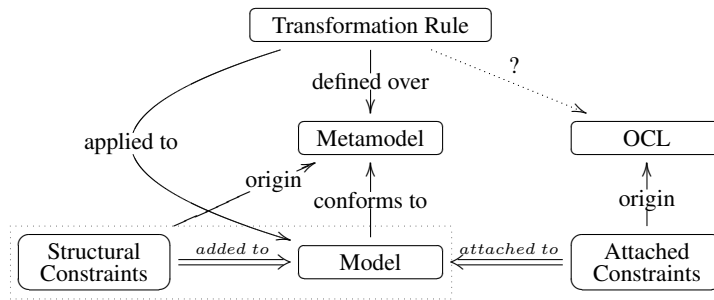 Transformation Rule
?
defined over
applied to
Metamodel
OCL
origin
conforms to
origin
Structural
Constraints
added to
Model
attached to
Attached
Constraints